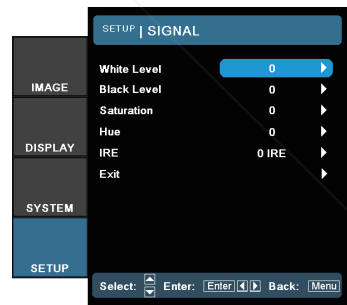 SETUP | SIGNAL
White Level 0
IMAGE
Black Level 0
Saturation 0
Hue 0
DISPLAY
IRE 0 IRE
Exit
SYSTEM
SETUP
Select: Enter: Enter Back: Menu